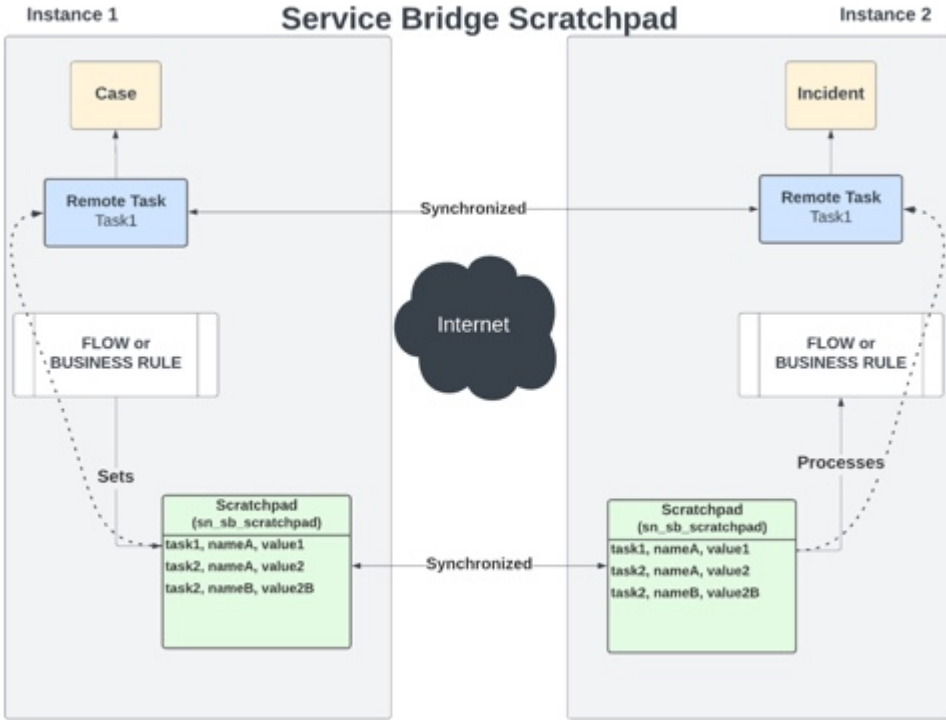 Instance 1
Service Bridge Scratchpad
Instance 2
Case
Incident
Remote Task
Task1
Synchronized
Remote Task
Task1
Internet
FLOW or
BUSINESS RULE
FLOW or
BUSINESS RULE
Sets
Processes
Scratchpad
(sn_sb_scratchpad)
task1, nameA, value1
task2, nameA, value2
task2, nameB, value2B
Synchronized
Scratchpad
(sn_sb_scratchpad)
task1, nameA, value1
task2, nameA, value2
task2, nameB, value2B